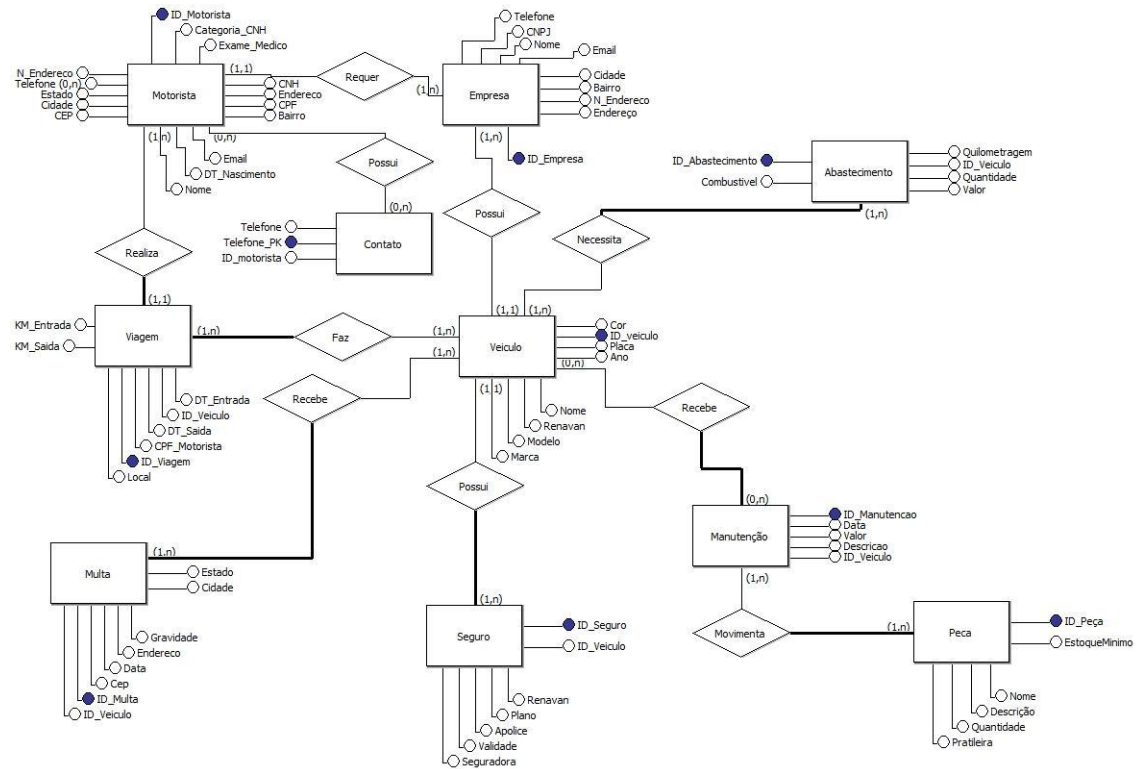 ID_Motorista
Categoria_CNH
Exame_Medico
N_Endereco
Telefone (0,n)
Estado
Cidade
CEP
Motorista
(1,1)
CNH
Endereco
CPF
Bairro
(1,n)
(0,n)
Email
DT_Nascimento
Nome
Requer
(1,n)
Telefone
CNPJ
Nome
Email
Empresa
Cidade
Bairro
N_Endereco
Endereço
(1,n)
ID_Empresa
Possui
(0,n)
Telefone
Telefone_PK
ID_motorista
Contato
Possui
ID_Abastecimento
Combustivel
Abastecimento
Quilometragem
ID_Veiculo
Quantidade
Valor
(1,n)
Necessita
Realiza
(1,1)
KM_Entrada
KM_Saida
Viagem
(1,n)
DT_Entrada
ID_Veiculo
DT_Saida
CPF_Motorista
ID_Viagem
Local
Faz
(1,n)
(1,n)
(1,1)
(1,n)
Veiculo
Cor
ID_veiculo
Placa
Ano
(0,n)
(1,1)
Nome
Renavan
Modelo
Marca
Recebe
Recebe
Possui
(1,n)
Multa
Estado
Cidade
Gravidade
Endereco
Data
Cep
ID_Multa
ID_Veiculo
(1,n)
Seguro
ID_Seguro
ID_Veiculo
Renavan
Plano
Apolice
Validade
Seguradora
(0,n)
Manutenção
ID_Manutencao
Data
Valor
Descricao
ID_Veiculo
(1,n)
Movimenta
(1,n)
Peca
ID_Peça
EstoqueMinimo
Nome
Descrição
Quantidade
Pratileira